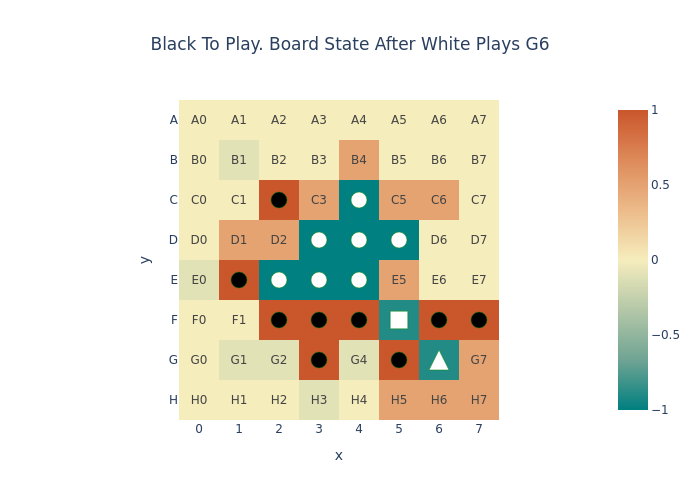 Black To Play. Board State After White Plays G6
A A0 A1 A2 A3 A4 A5 A6 A7
B B0 B1 B2 B3 B4 B5 B6 B7
C C0 C1 C3 C5 C6 C7
D D0 D1 D2 D6 D7
E E0 E5 E6 E7
F F0 F1
G G0 G1 G2 G4 G7
H H0 H1 H2 H3 H4 H5 H6 H7
0 1 2 3 4 5 6 7
x
y
1
0.5
0
−0.5
−1